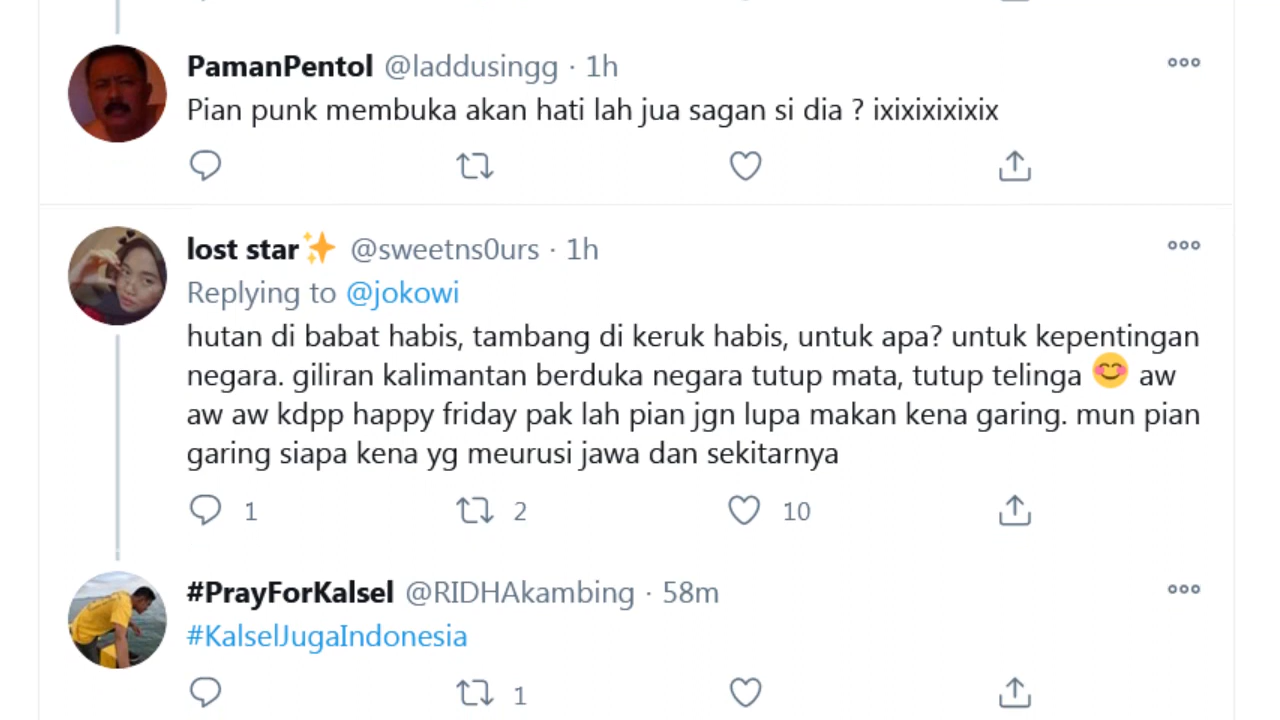 PamanPentol @laddusingg · 1h
Pian punk membuka akan hati lah jua sagan si dia ? ixixixixixix
lost star✨ @sweetns0urs · 1h
Replying to @jokowi
hutan di babat habis, tambang di keruk habis, untuk apa? untuk kepentingan
negara. giliran kalimantan berduka negara tutup mata, tutup telinga 😊 aw
aw aw kdpp happy friday pak lah pian jgn lupa makan kena garing. mun pian
garing siapa kena yg meurusi jawa dan sekitarnya
1 2 10
#PrayForKalsel @RIDHAkambing · 58m
#KalselJugaIndonesia
1